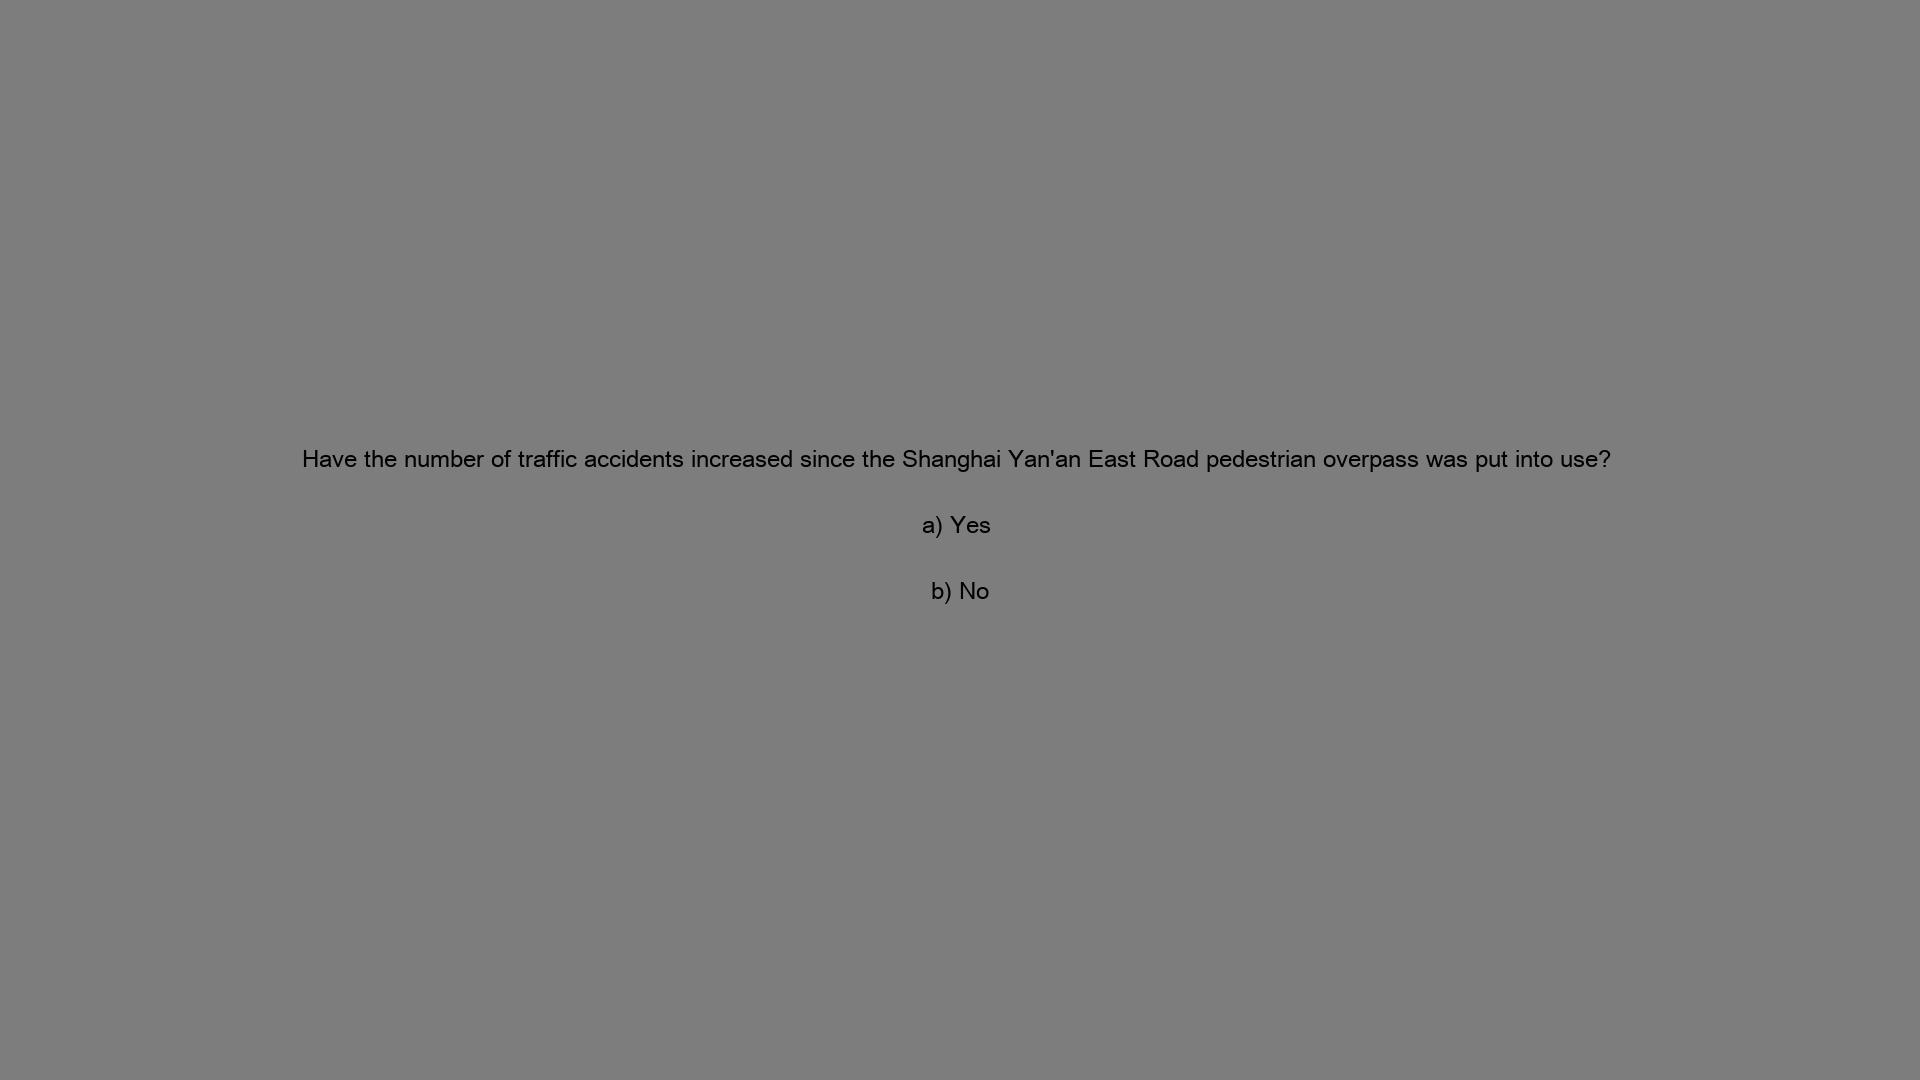 Have the number of traffic accidents increased since the Shanghai Yan'an East Road pedestrian overpass was put into use?
a) Yes
b) No